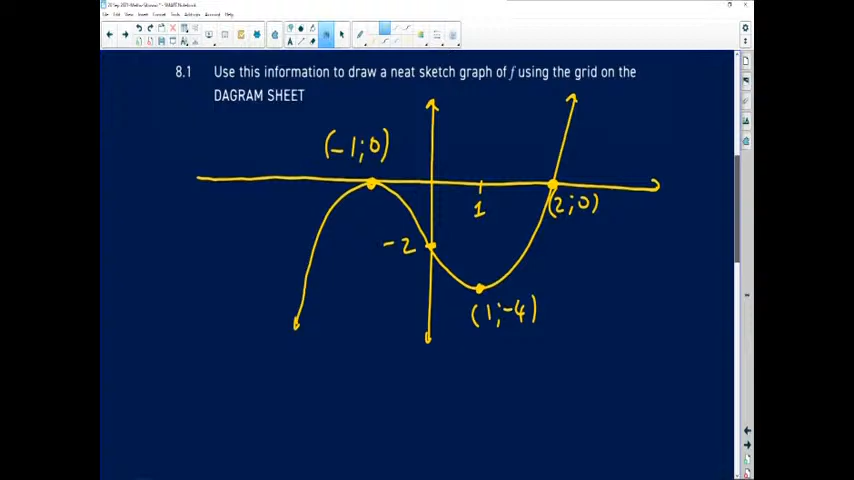 8.1 Use this information to draw a neat sketch graph of f using the grid on the
DAGRAM SHEET
(-1;0)
1
(2;0)
-2
(1;-4)